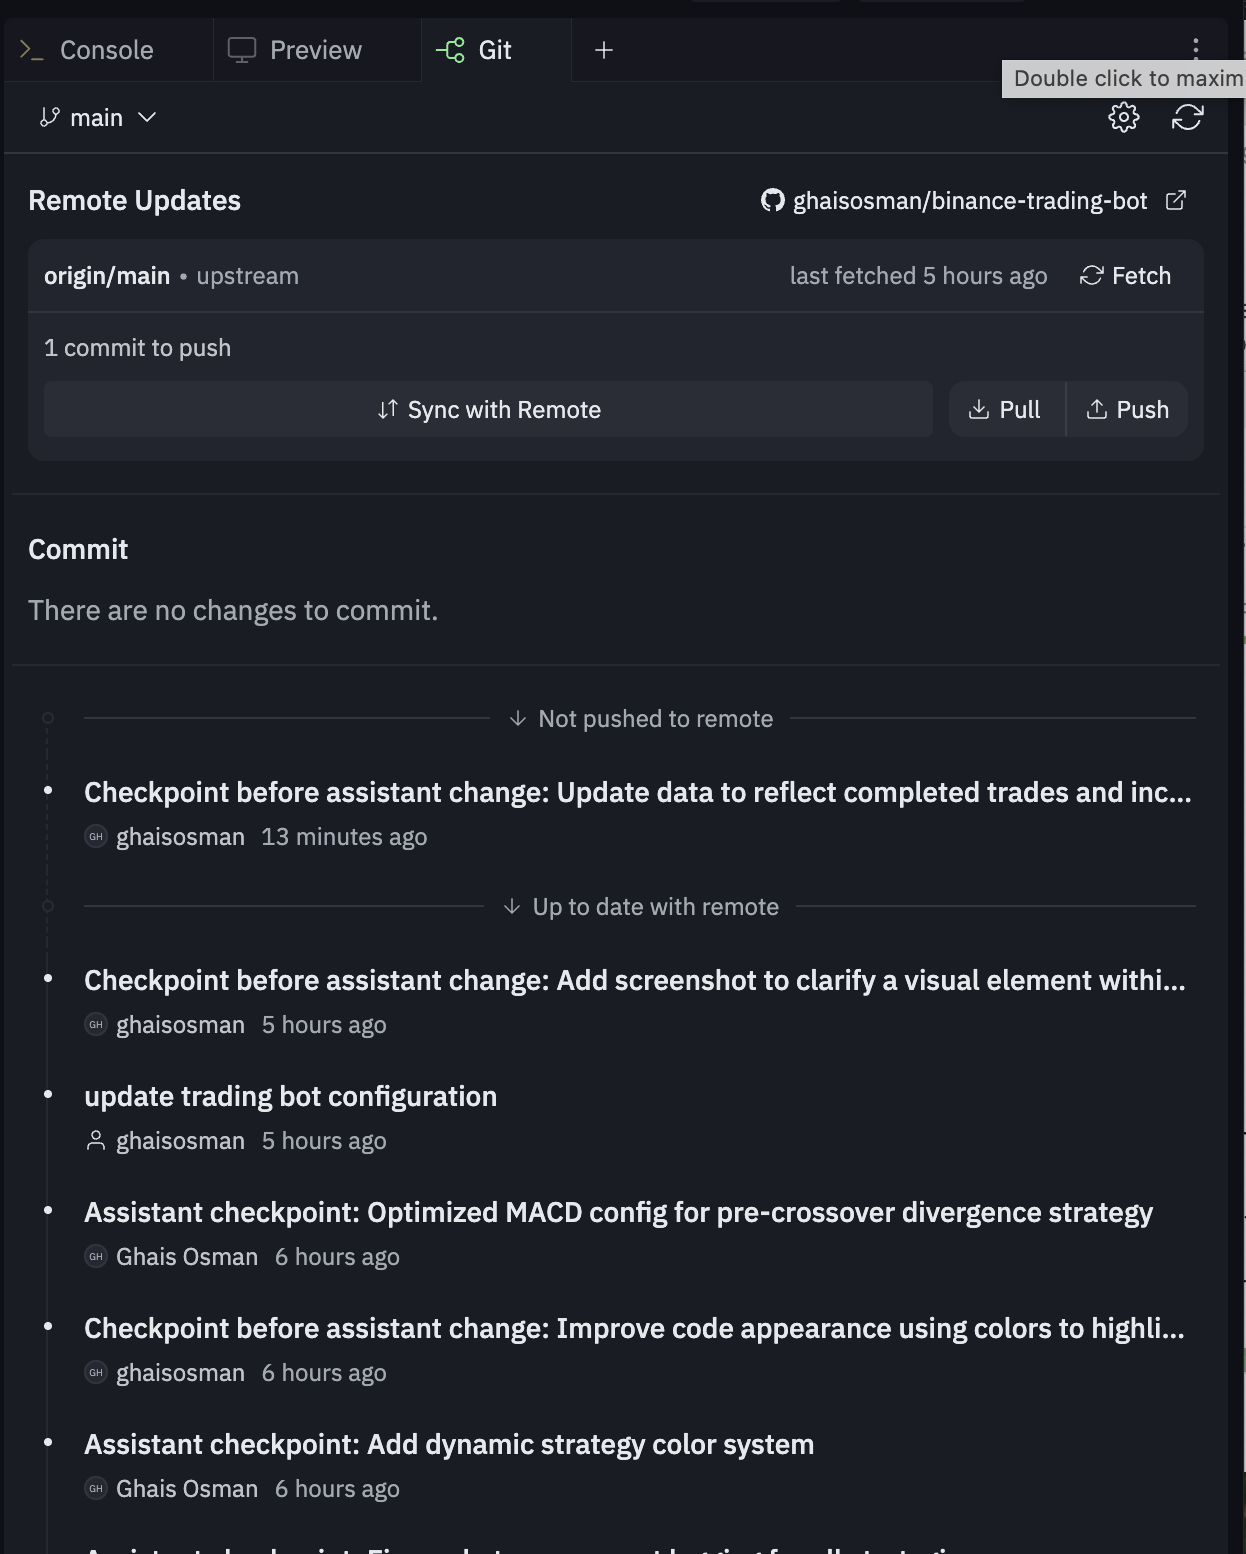 Console
Preview
Git
Double click to maxim
main
Remote Updates
ghaisosman/binance-trading-bot
origin/main • upstream
last fetched 5 hours ago
Fetch
1 commit to push
Sync with Remote
Pull
Push
Commit
There are no changes to commit.
Not pushed to remote
Checkpoint before assistant change: Update data to reflect completed trades and inc...
GH ghaisosman 13 minutes ago
Up to date with remote
Checkpoint before assistant change: Add screenshot to clarify a visual element withi...
GH ghaisosman 5 hours ago
update trading bot configuration
ghaisosman 5 hours ago
Assistant checkpoint: Optimized MACD config for pre-crossover divergence strategy
GH Ghais Osman 6 hours ago
Checkpoint before assistant change: Improve code appearance using colors to highli...
GH ghaisosman 6 hours ago
Assistant checkpoint: Add dynamic strategy color system
GH Ghais Osman 6 hours ago